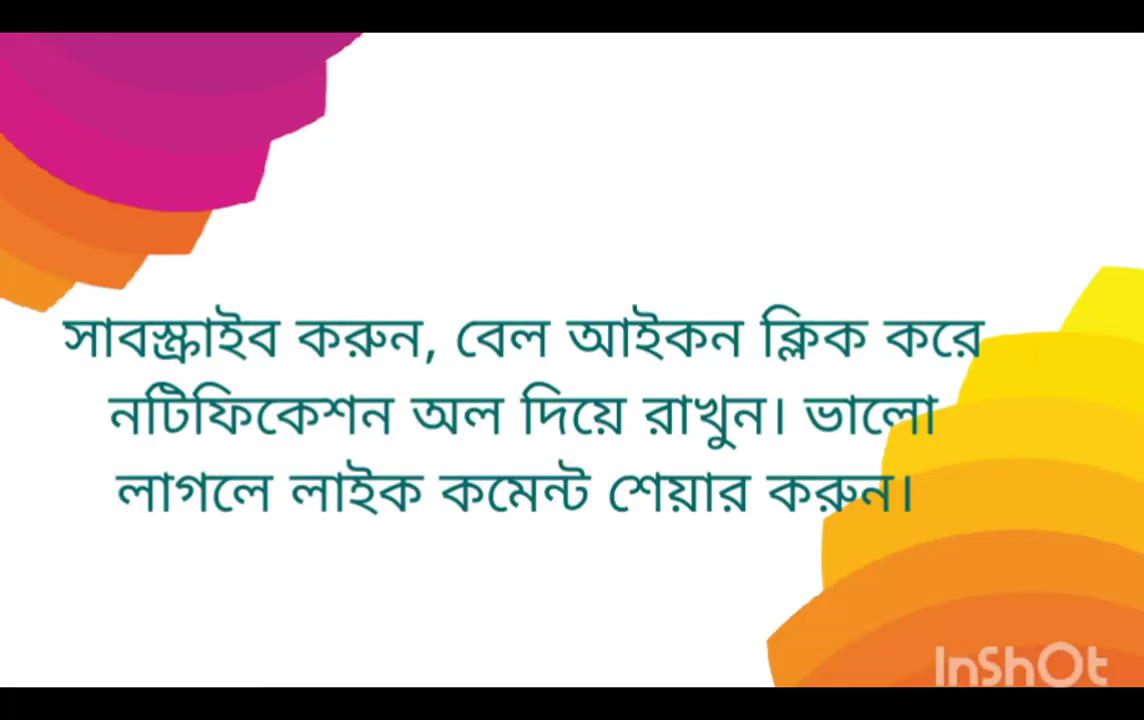 সাবস্ক্রাইব করুন, বেল আইকন ক্লিক করে
নটিফিকেশন অল দিয়ে রাখুন। ভালো
লাগলে লাইক কমেন্ট শেয়ার করুন।
InShOt